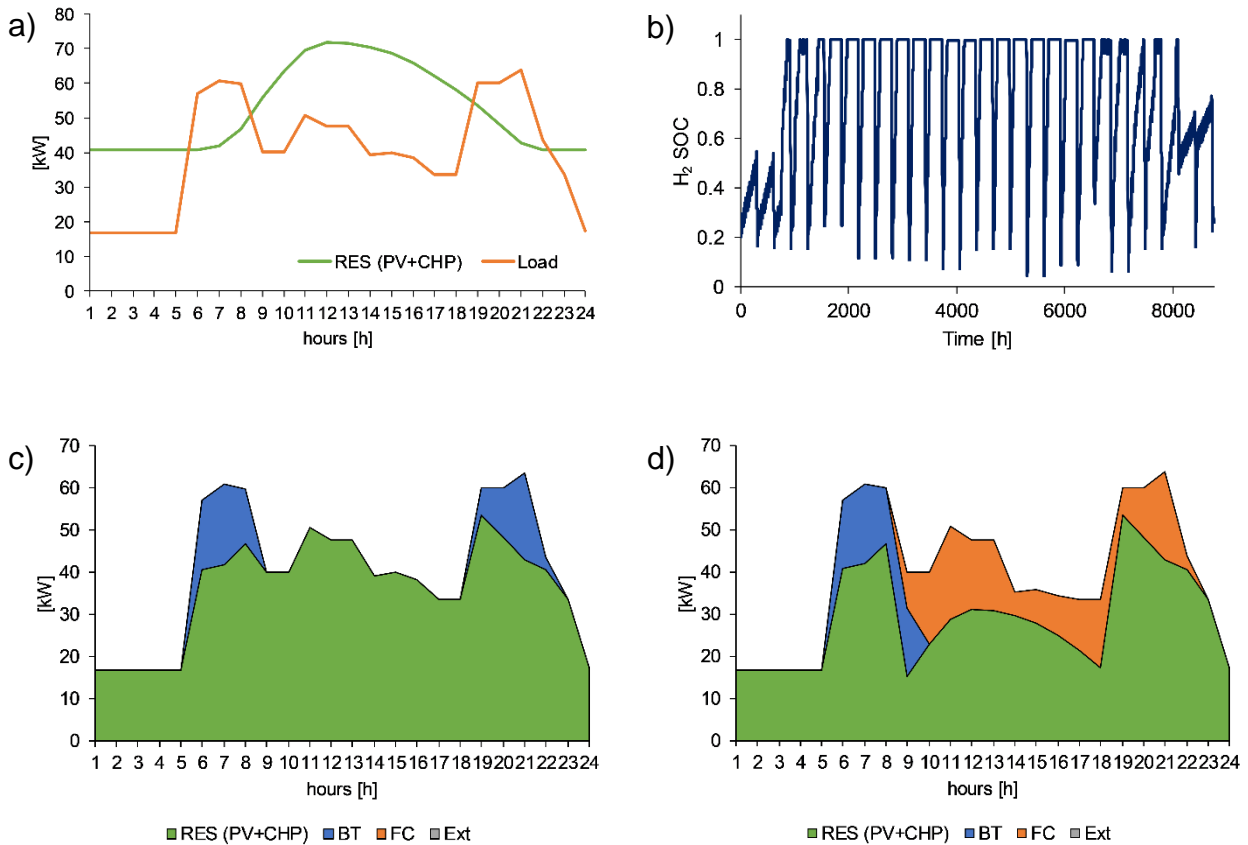 a)
80
70
60
50
40
30
20
10
0
[kW]
RES (PV+CHP) Load
1 2 3 4 5 6 7 8 9 10 11 12 13 14 15 16 17 18 19 20 21 22 23 24
hours [h]
b)
1
0.8
0.6
0.4
0.2
0
H2 SOC
0 2000 4000 6000 8000
Time [h]
c)
70
60
50
40
30
20
10
0
[kW]
1 2 3 4 5 6 7 8 9 10 11 12 13 14 15 16 17 18 19 20 21 22 23 24
hours [h]
RES (PV+CHP) BT FC Ext
d)
70
60
50
40
30
20
10
0
[kW]
1 2 3 4 5 6 7 8 9 10 11 12 13 14 15 16 17 18 19 20 21 22 23 24
hours [h]
RES (PV+CHP) BT FC Ext